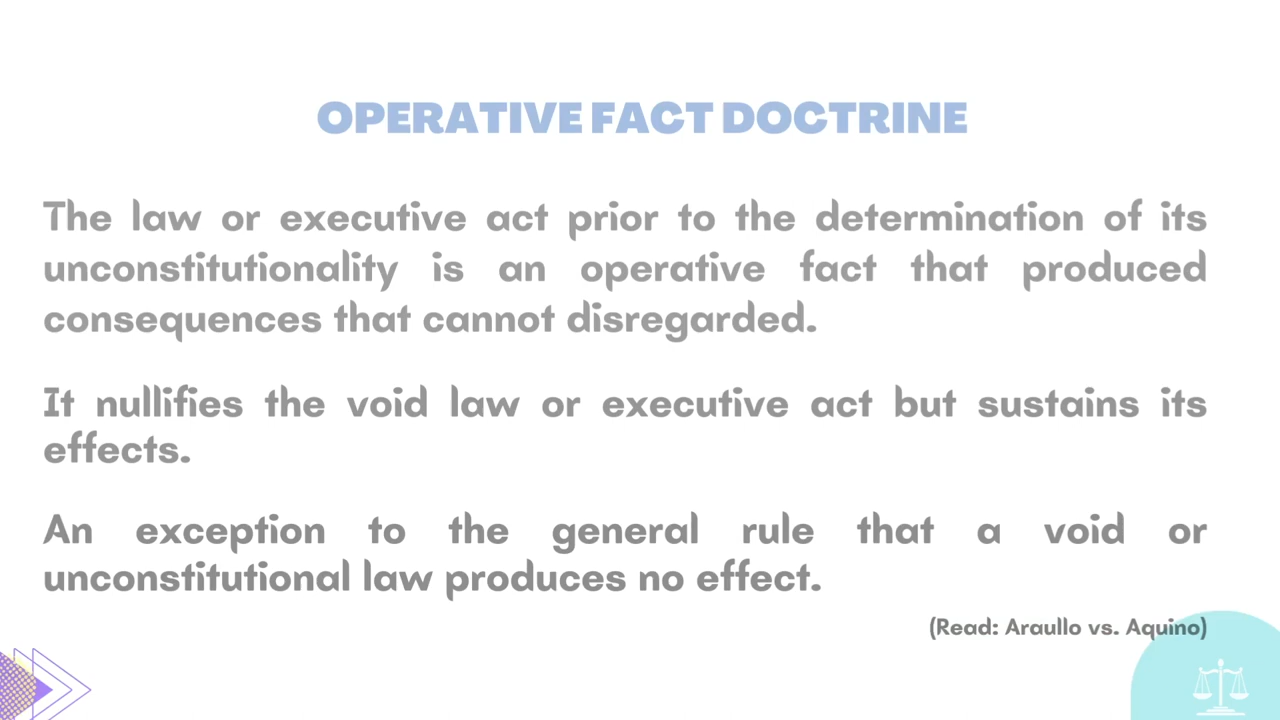 OPERATIVE FACT DOCTRINE
The law or executive act prior to the determination of its
unconstitutionality is an operative fact that produced
consequences that cannot disregarded.
It nullifies the void law or executive act but sustains its
effects.
An exception to the general rule that a void or
unconstitutional law produces no effect.
(Read: Araullo vs. Aquino)